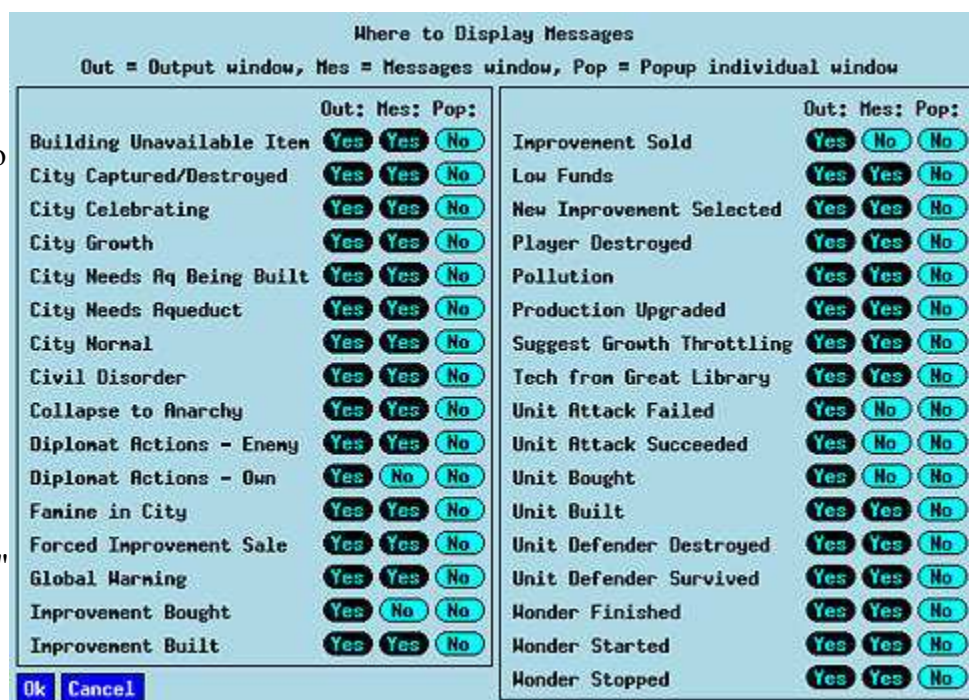 Where to Display Messages
Out = Output window, Mes = Messages window, Pop = Popup individual window
Out: Mes: Pop:
Building Unavailable Item Yes Yes No
City Captured/Destroyed Yes Yes No
City Celebrating Yes Yes No
City Growth Yes Yes No
City Needs Aq Being Built Yes Yes No
City Needs Aqueduct Yes Yes No
City Normal Yes Yes No
Civil Disorder Yes Yes No
Collapse to Anarchy Yes Yes No
Diplomat Actions - Enemy Yes Yes No
Diplomat Actions - Own Yes No No
Famine in City Yes Yes No
Forced Improvement Sale Yes Yes No
Global Warming Yes Yes No
Improvement Bought Yes No No
Improvement Built Yes Yes No
Out: Mes: Pop:
Improvement Sold Yes No No
Low Funds Yes Yes No
New Improvement Selected Yes Yes No
Player Destroyed Yes Yes No
Pollution Yes Yes No
Production Upgraded Yes Yes No
Suggest Growth Throttling Yes Yes No
Tech from Great Library Yes Yes No
Unit Attack Failed Yes No No
Unit Attack Succeeded Yes No No
Unit Bought Yes No No
Unit Built Yes Yes No
Unit Defender Destroyed Yes Yes No
Unit Defender Survived Yes Yes No
Wonder Finished Yes Yes No
Wonder Started Yes Yes No
Wonder Stopped Yes Yes No
Ok Cancel